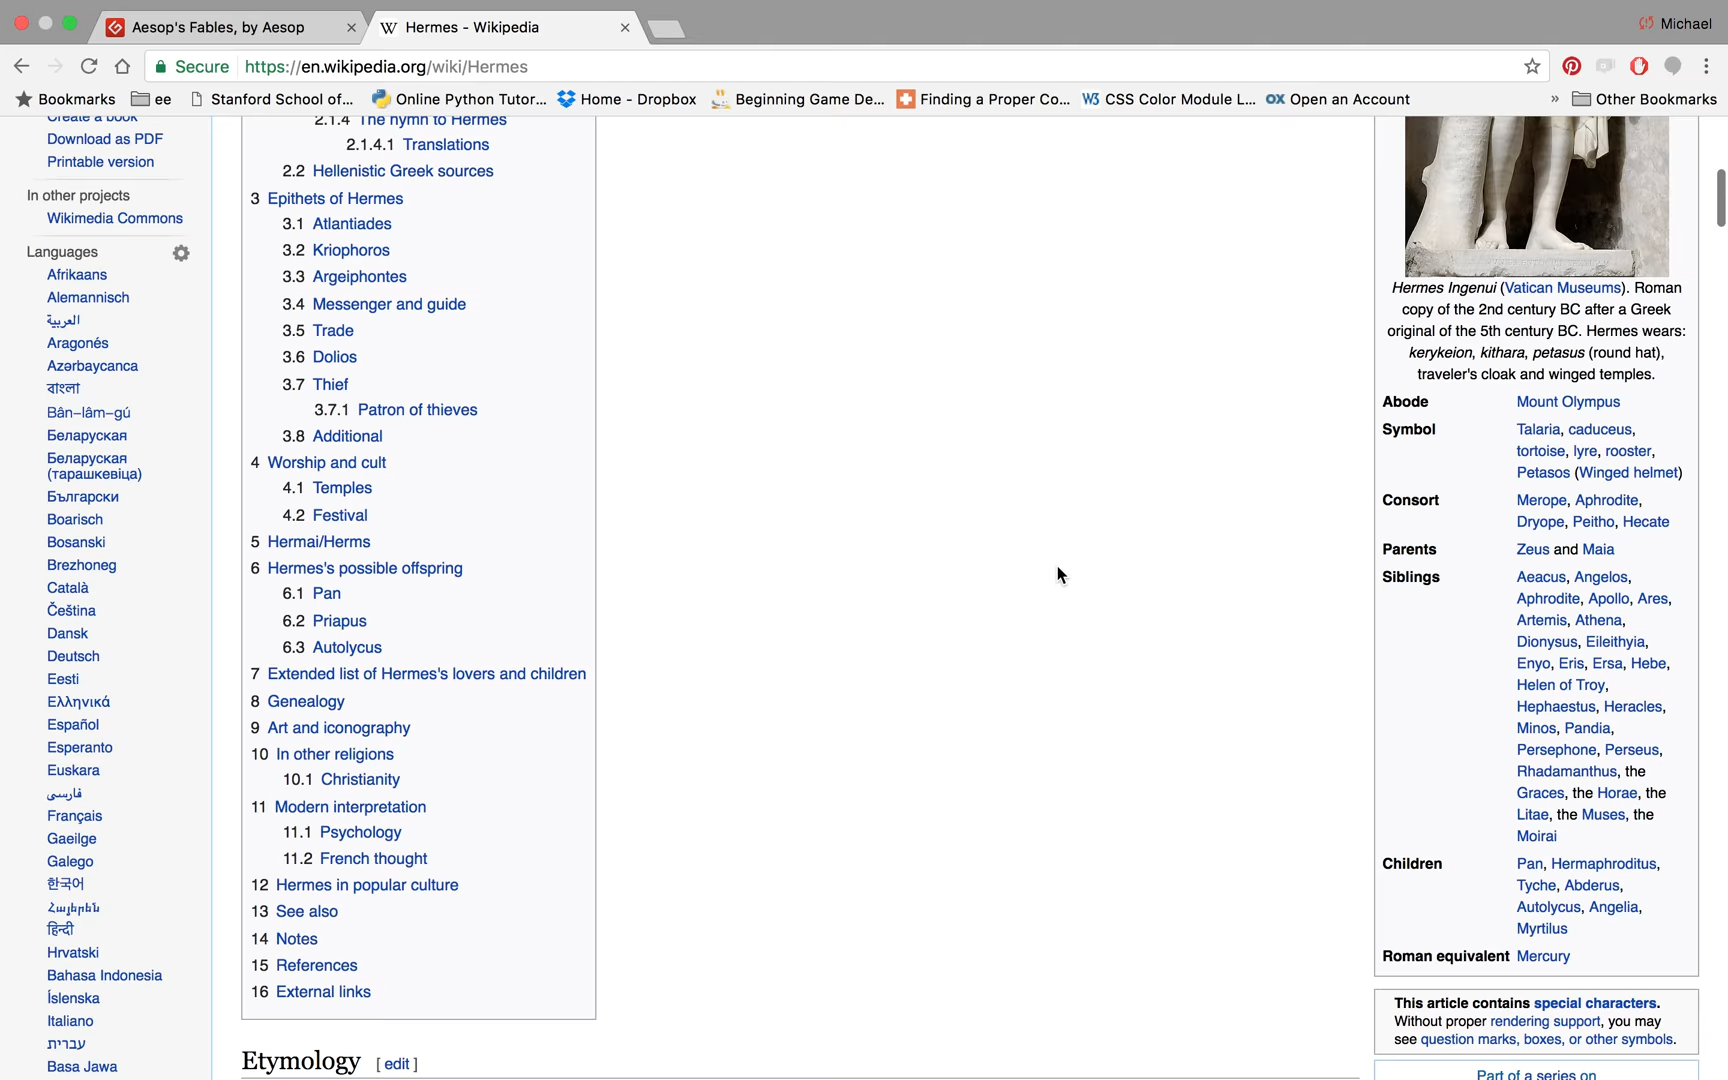 Aesop's Fables, by Aesop
Hermes - Wikipedia
Michael
Secure
https://en.wikipedia.org/wiki/Hermes
Bookmarks
ee
Stanford School of...
Online Python Tutor...
Home - Dropbox
Beginning Game De...
Finding a Proper Co...
W3 CSS Color Module L...
OX Open an Account
»
Other Bookmarks
Create a book
Download as PDF
Printable version
In other projects
Wikimedia Commons
Languages
Afrikaans
Alemannisch
العربية
Aragonés
Azərbaycanca
বাংলা
Bân-lâm-gú
Беларуская
Беларуская
(тарашкевіца)
Български
Boarisch
Bosanski
Brezhoneg
Català
Čeština
Dansk
Deutsch
Eesti
Ελληνικά
Español
Esperanto
Euskara
فارسی
Français
Gaeilge
Galego
한국어
Հայերեն
हिन्दी
Hrvatski
Bahasa Indonesia
Íslenska
Italiano
עברית
Basa Jawa
2.1.4 The hymn to Hermes
2.1.4.1 Translations
2.2 Hellenistic Greek sources
3 Epithets of Hermes
3.1 Atlantiades
3.2 Kriophoros
3.3 Argeiphontes
3.4 Messenger and guide
3.5 Trade
3.6 Dolios
3.7 Thief
3.7.1 Patron of thieves
3.8 Additional
4 Worship and cult
4.1 Temples
4.2 Festival
5 Hermai/Herms
6 Hermes's possible offspring
6.1 Pan
6.2 Priapus
6.3 Autolycus
7 Extended list of Hermes's lovers and children
8 Genealogy
9 Art and iconography
10 In other religions
10.1 Christianity
11 Modern interpretation
11.1 Psychology
11.2 French thought
12 Hermes in popular culture
13 See also
14 Notes
15 References
16 External links
Etymology [ edit ]
Hermes Ingenui (Vatican Museums). Roman
copy of the 2nd century BC after a Greek
original of the 5th century BC. Hermes wears:
kerykeion, kithara, petasus (round hat),
traveler's cloak and winged temples.
Abode Mount Olympus
Symbol Talaria, caduceus,
tortoise, lyre, rooster,
Petasos (Winged helmet)
Consort Merope, Aphrodite,
Dryope, Peitho, Hecate
Parents Zeus and Maia
Siblings Aeacus, Angelos,
Aphrodite, Apollo, Ares,
Artemis, Athena,
Dionysus, Eileithyia,
Enyo, Eris, Ersa, Hebe,
Helen of Troy,
Hephaestus, Heracles,
Minos, Pandia,
Persephone, Perseus,
Rhadamanthus, the
Graces, the Horae, the
Litae, the Muses, the
Moirai
Children Pan, Hermaphroditus,
Tyche, Abderus,
Autolycus, Angelia,
Myrtilus
Roman equivalent Mercury
This article contains special characters.
Without proper rendering support, you may
see question marks, boxes, or other symbols.
Part of a series on